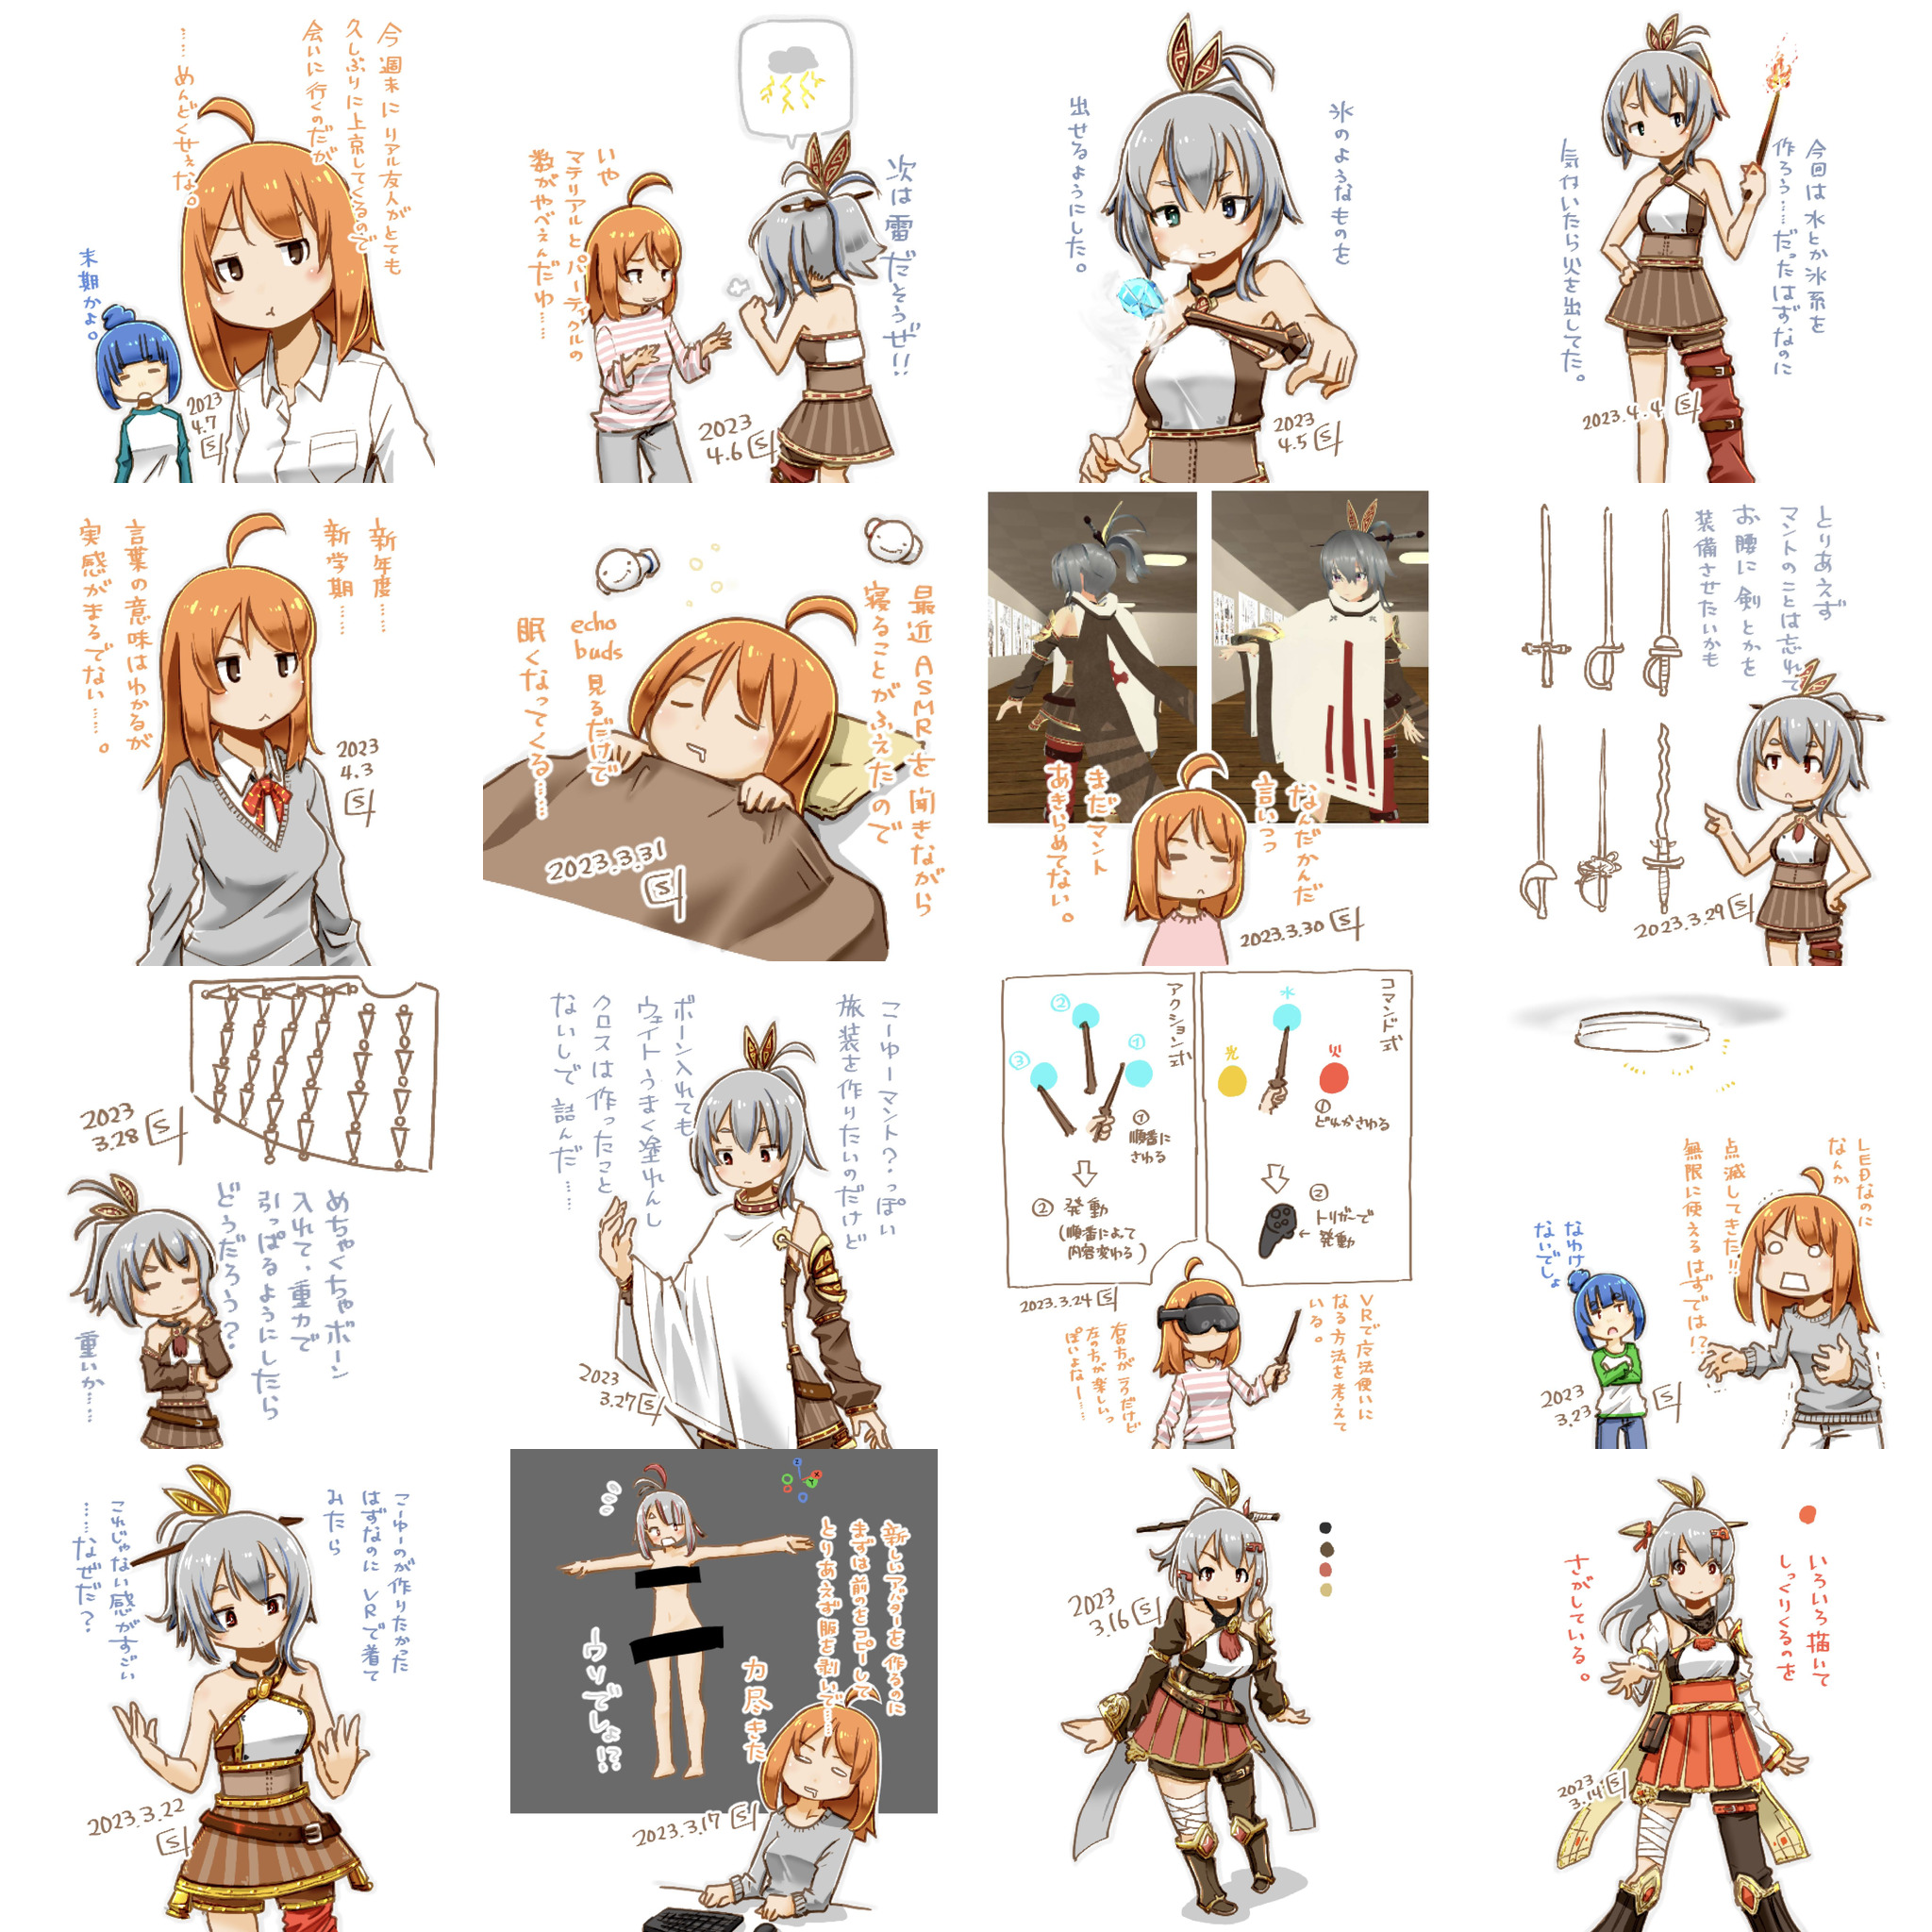 今週末にリアル友人がとても
久しぶりに上京してくるので
会いに行くのだが
……めんどくせぇな。
末期かよ。
2023
4.7
次は雷だそうぜ!!
いや
マテリアルとパーティクルの
数がやべぇんだわ……
2023
4.6
氷のようなものを
出せるようにした。
2023
4.5
今回は水とか氷系を
作ろう……だったはずなのに
気付いたら火を出してた。
2023.4.4
新年度……
新学期……
言葉の意味はわかるが
実感がまるでない……。
2023
4.3
最近ASMRを聞きながら
寝ることがふえたので
echo
buds
見るだけで
眠くなってくる……
2023.3.31
なんだかんだ
言いつつ
まだマント
あきらめてない。
2023.3.30
とりあえず
マントのことは忘れて
お腰に剣とかを
装備させたいかも
2023.3.29
2023
3.28
めちゃくちゃボーン
入れて、重力で
引っぱるようにしたら
どうだろう?
重いか……
こーゆーマント?っぽい
旅装を作りたいのだけど
ボーン入れても
ウェイトうまく塗れんし
クロスは作ったこと
ないしで詰んだ……
2023
3.27
コマンド式
水
光
火
①
どれかさわる
②
トリガーで
発動
アクション式
②
③
①
①
順番に
さわる
② 発動
(順番によって
内容変わる)
2023.3.24
VRで魔法使いに
なる方法を考えて
いる。
右の方がラクだけど
左の方が楽しいっ
ぽいよなー……
LEDなのに
なんか
点滅してきた!!
無限に使えるはずでは!?
なわけ
ないでしょ
2023
3.23
こーゆーのが作りたかった
はずなのにVRで着て
みたら
これじゃない感がすごい
……なぜだ?
2023.3.22
新しいアバターを作るのに
まずは前のをコピーして
とりあえず服を剥いで……
力尽きた
ウソでしょ!?
2023.3.17
2023
3.16
いろいろ描いて
しっくりくるのを
さがしている。
2023
3.14